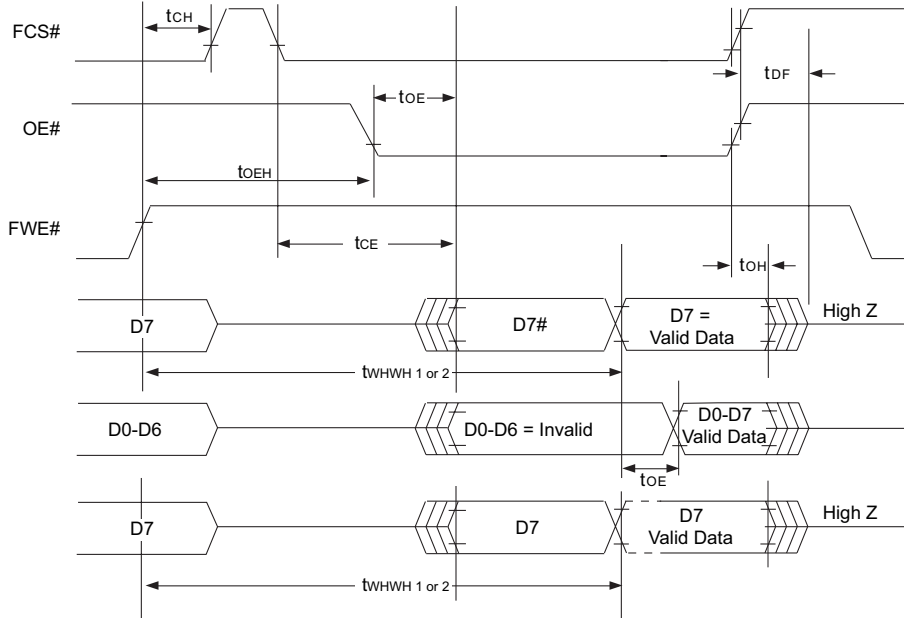 FCS#
tCH
tDF
OE#
tOE
tOEH
FWE#
tCE
tOH
D7
D7#
D7 =
Valid Data
High Z
tWHWH 1 or 2
D0-D6
D0-D6 = Invalid
D0-D7
Valid Data
tOE
D7
D7
D7
Valid Data
High Z
tWHWH 1 or 2